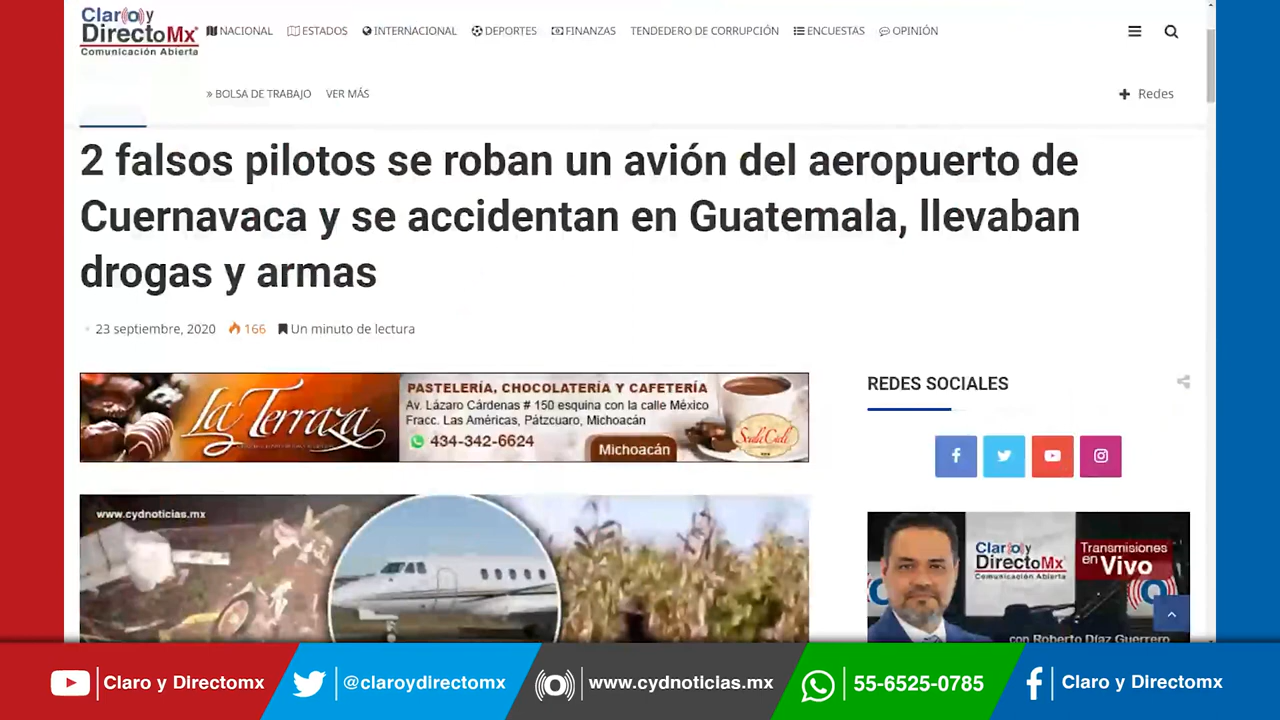 Claro y
DirectoMx
Comunicación Abierta
NACIONAL ESTADOS INTERNACIONAL DEPORTES FINANZAS TENDEDERO DE CORRUPCIÓN ENCUESTAS OPINIÓN
» BOLSA DE TRABAJO VER MÁS
Redes
2 falsos pilotos se roban un avión del aeropuerto de
Cuernavaca y se accidentan en Guatemala, llevaban
drogas y armas
23 septiembre, 2020 166 Un minuto de lectura
La Terraza
PASTELERÍA, CHOCOLATERÍA Y CAFETERÍA
Av. Lázaro Cárdenas # 150 esquina con la calle México
Fracc. Las Américas, Pátzcuaro, Michoacán
434-342-6624
Michoacán
REDES SOCIALES
www.cydnoticias.mx
Claro y
DirectoMx
Comunicación Abierta
Transmisiones
en Vivo
con Roberto Díaz Guerrero
Claro y Directomx
@claroydirectomx
www.cydnoticias.mx
55-6525-0785
Claro y Directomx